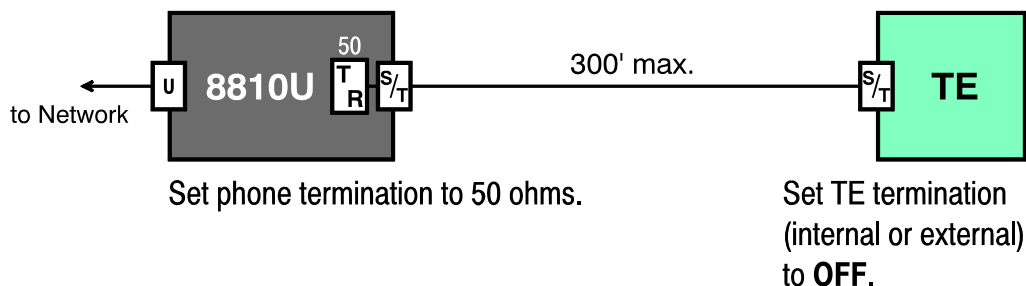 50
U
8810U
T
R
S/T
300' max.
S/T
TE
to Network
Set phone termination to 50 ohms.
Set TE termination
(internal or external)
to OFF.